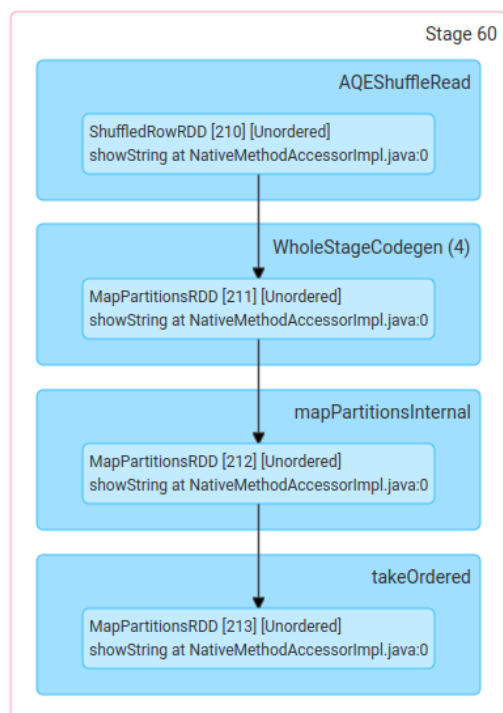 Stage 60
AQEShuffleRead
ShuffledRowRDD [210] [Unordered]
showString at NativeMethodAccessorImpl.java:0
WholeStageCodegen (4)
MapPartitionsRDD [211] [Unordered]
showString at NativeMethodAccessorImpl.java:0
mapPartitionsInternal
MapPartitionsRDD [212] [Unordered]
showString at NativeMethodAccessorImpl.java:0
takeOrdered
MapPartitionsRDD [213] [Unordered]
showString at NativeMethodAccessorImpl.java:0